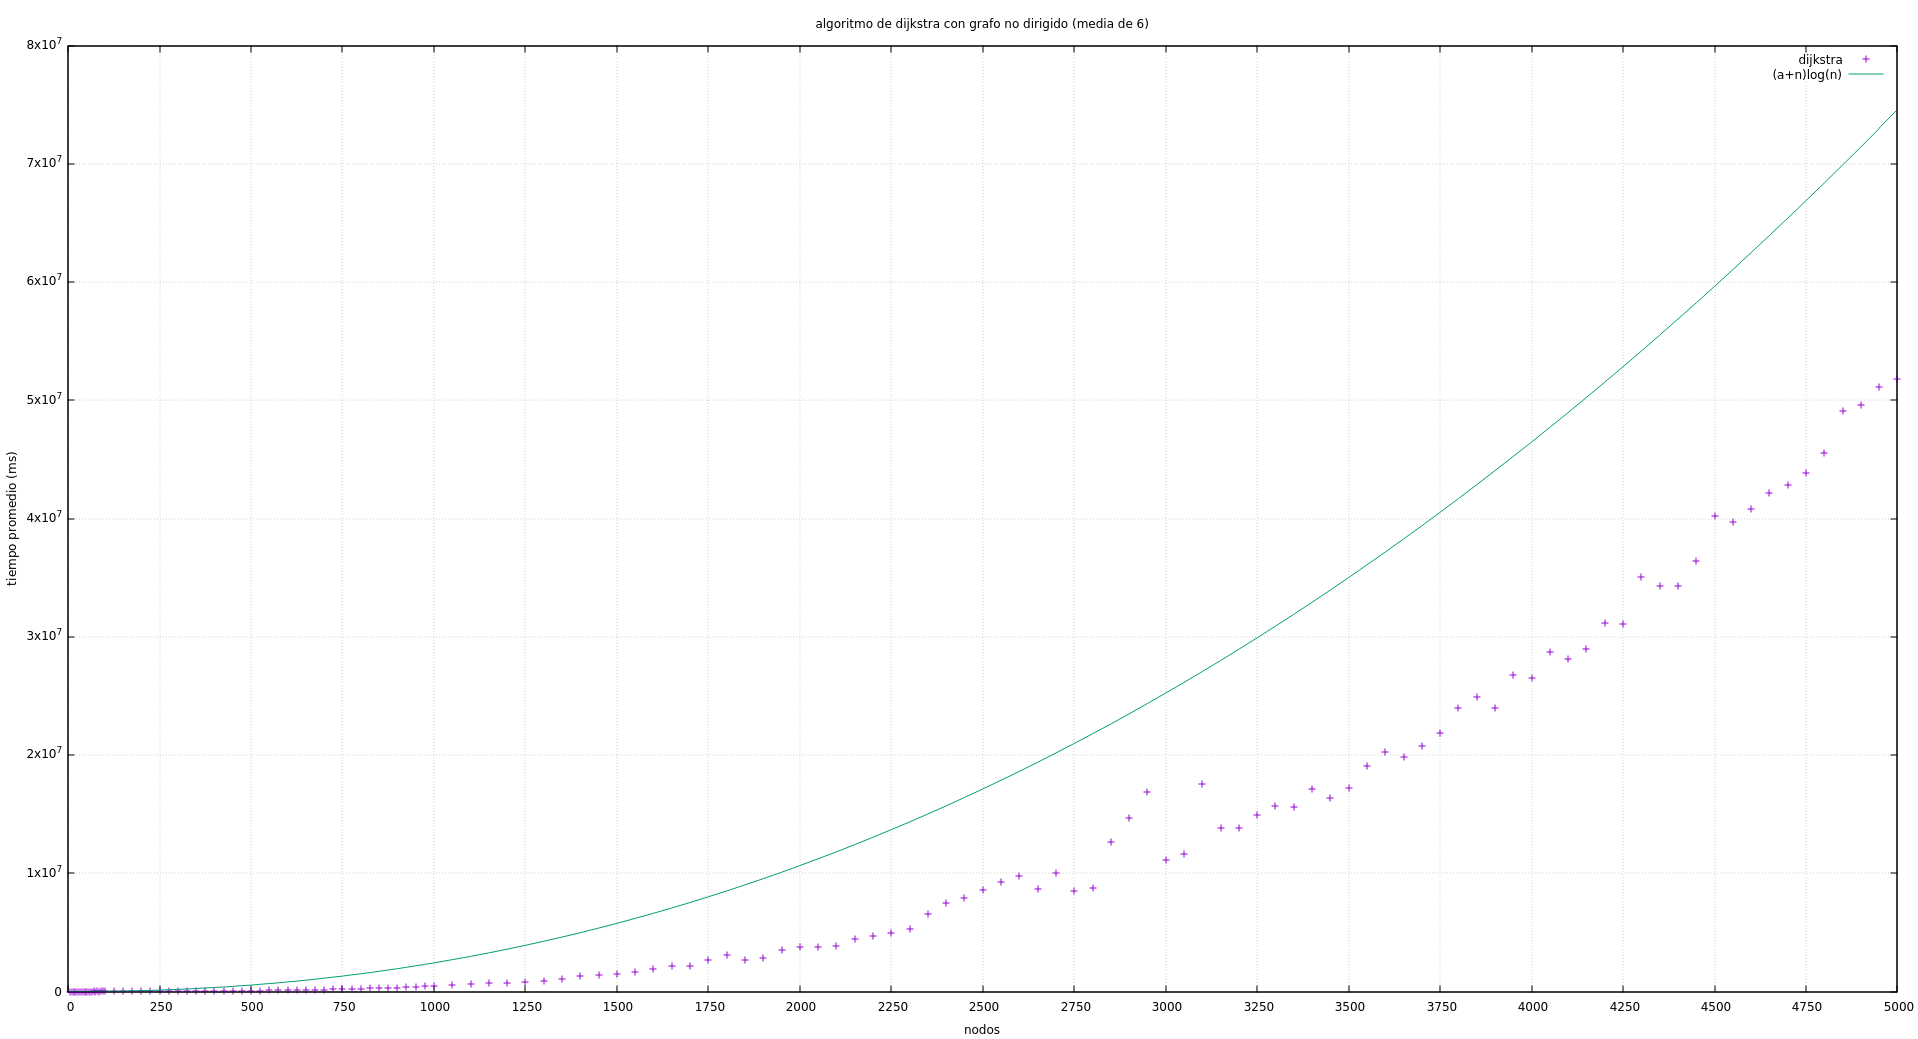 algoritmo de dijkstra con grafo no dirigido (media de 6)
dijkstra
(a+n)log(n)
8x10^7
7x10^7
6x10^7
5x10^7
4x10^7
3x10^7
2x10^7
1x10^7
0
tiempo promedio (ms)
0 250 500 750 1000 1250 1500 1750 2000 2250 2500 2750 3000 3250 3500 3750 4000 4250 4500 4750 5000
nodos